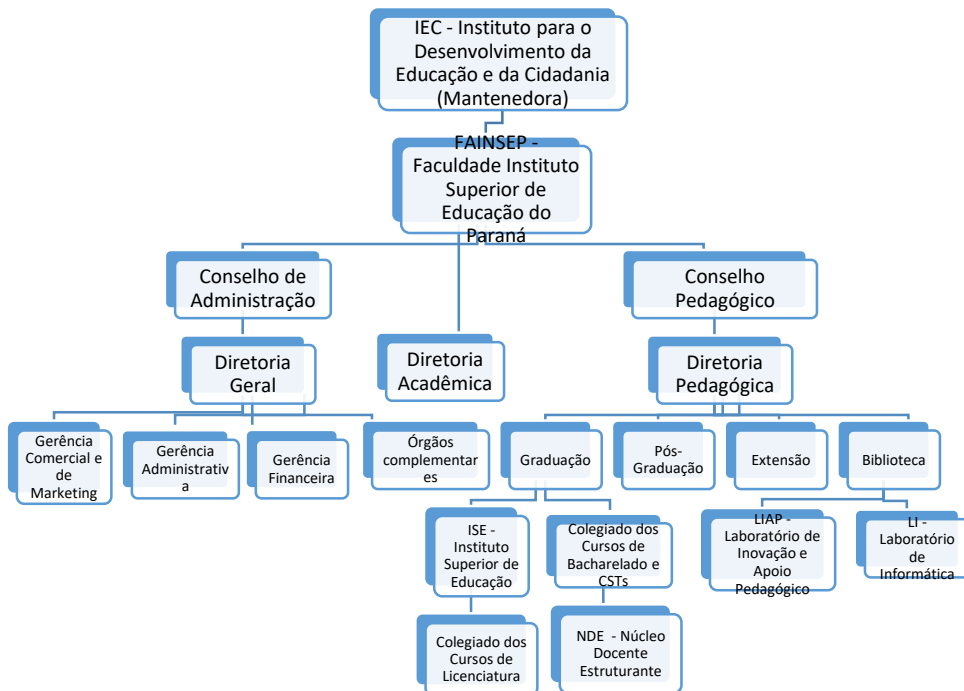 IEC - Instituto para o
Desenvolvimento da
Educação e da Cidadania
(Mantenedora)
FAINSEP -
Faculdade Instituto
Superior de
Educação do
Paraná
Conselho de
Administração
Conselho
Pedagógico
Diretoria
Geral
Diretoria
Acadêmica
Diretoria
Pedagógica
Gerência
Comercial e
de
Marketing
Gerência
Administrativ
a
Gerência
Financeira
Órgãos
complementar
es
Graduação
Pós-
Graduação
Extensão
Biblioteca
ISE -
Instituto
Superior de
Educação
Colegiado dos
Cursos de
Bacharelado e
CSTs
LIAP -
Laboratório de
Inovação e
Apoio
Pedagógico
LI -
Laboratório
de
Informática
Colegiado dos
Cursos de
Licenciatura
NDE - Núcleo
Docente
Estruturante